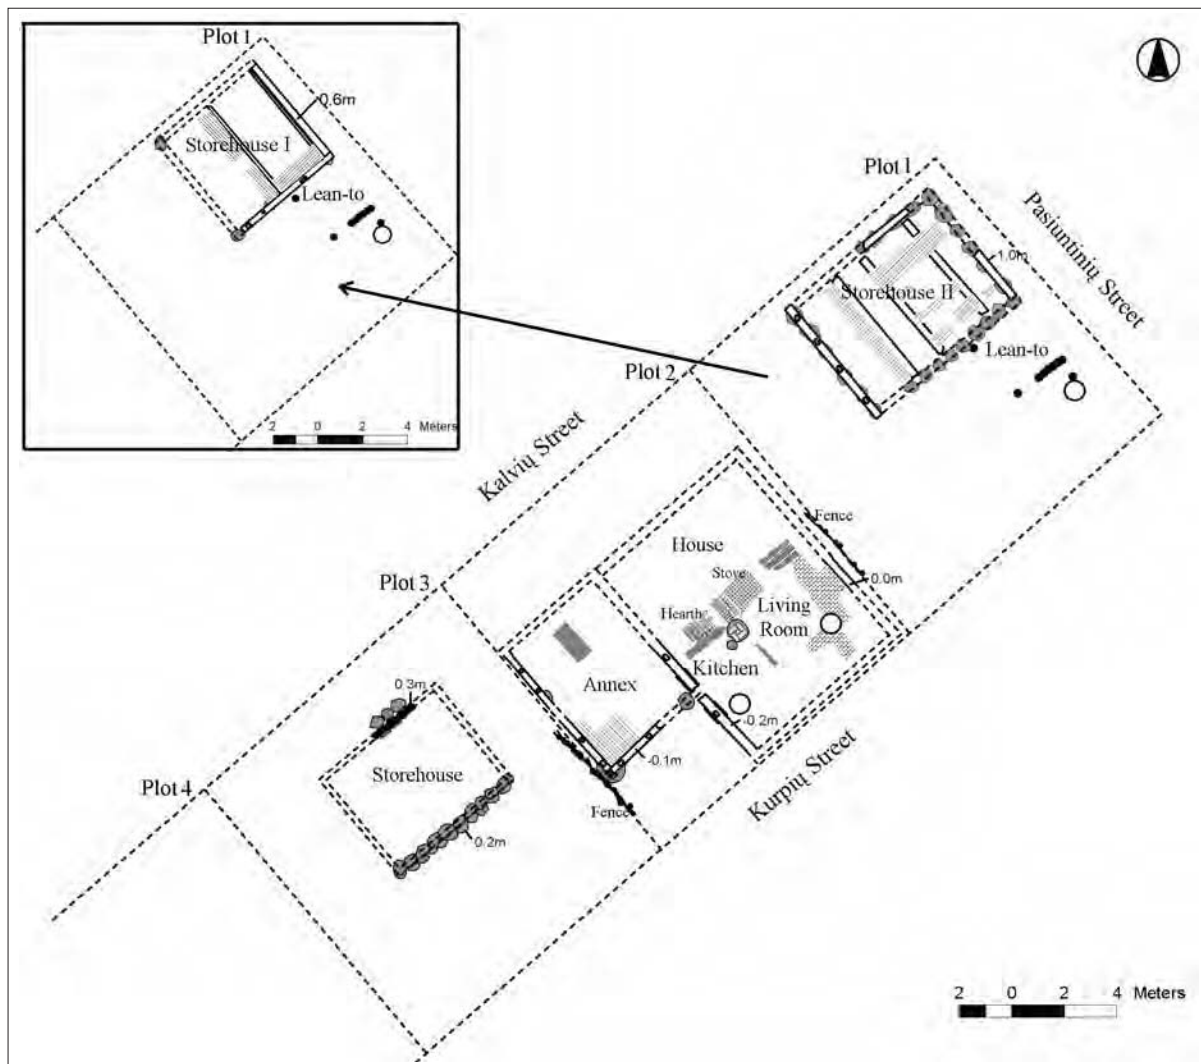 Plot 1
0,6m
Storehouse I
Lean-to
2 0 2 4 Meters
Plot 1
Pasiuntinių Street
1,0m
Storehouse II
Lean-to
Plot 2
Kalvių Street
Fence
House
Stove
0.0m
Plot 3
Living
Room
Hearth
Kitchen
Annex
0.3m
-0.2m
-0.1m
Storehouse
Kurpių Street
Plot 4
Fence
0.2m
2 0 2 4 Meters